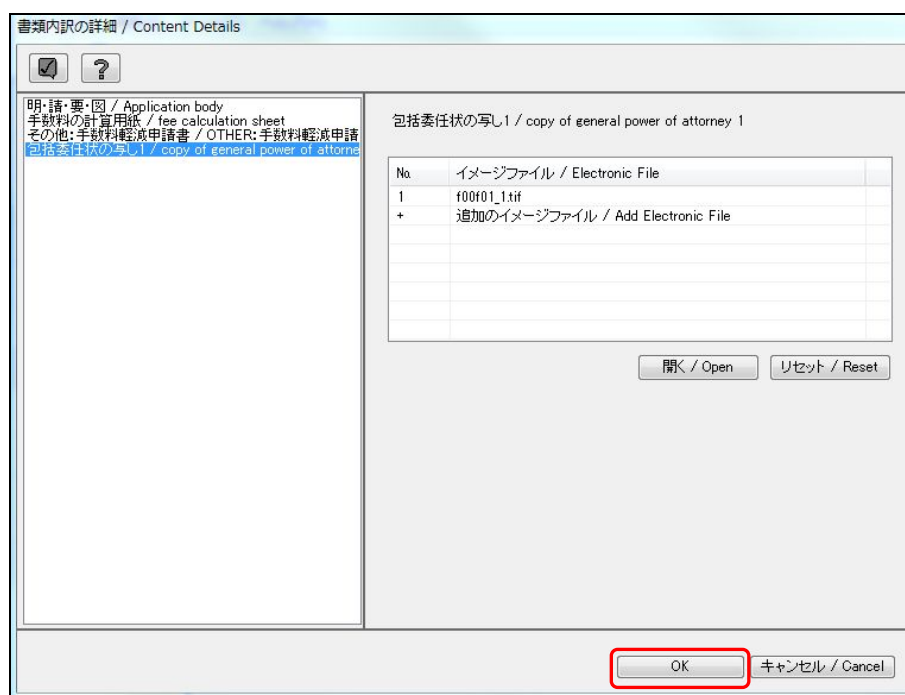 書類内訳の詳細 / Content Details
?
明・請・要・図 / Application body
手数料の計算用紙 / fee calculation sheet
その他:手数料軽減申請書 / OTHER:手数料軽減申請
包括委任状の写し1 / copy of general power of attorne
包括委任状の写し1 / copy of general power of attorney 1
No. イメージファイル / Electronic File
1 f00f01_1.tif
+ 追加のイメージファイル / Add Electronic File
開く / Open リセット / Reset
OK キャンセル / Cancel